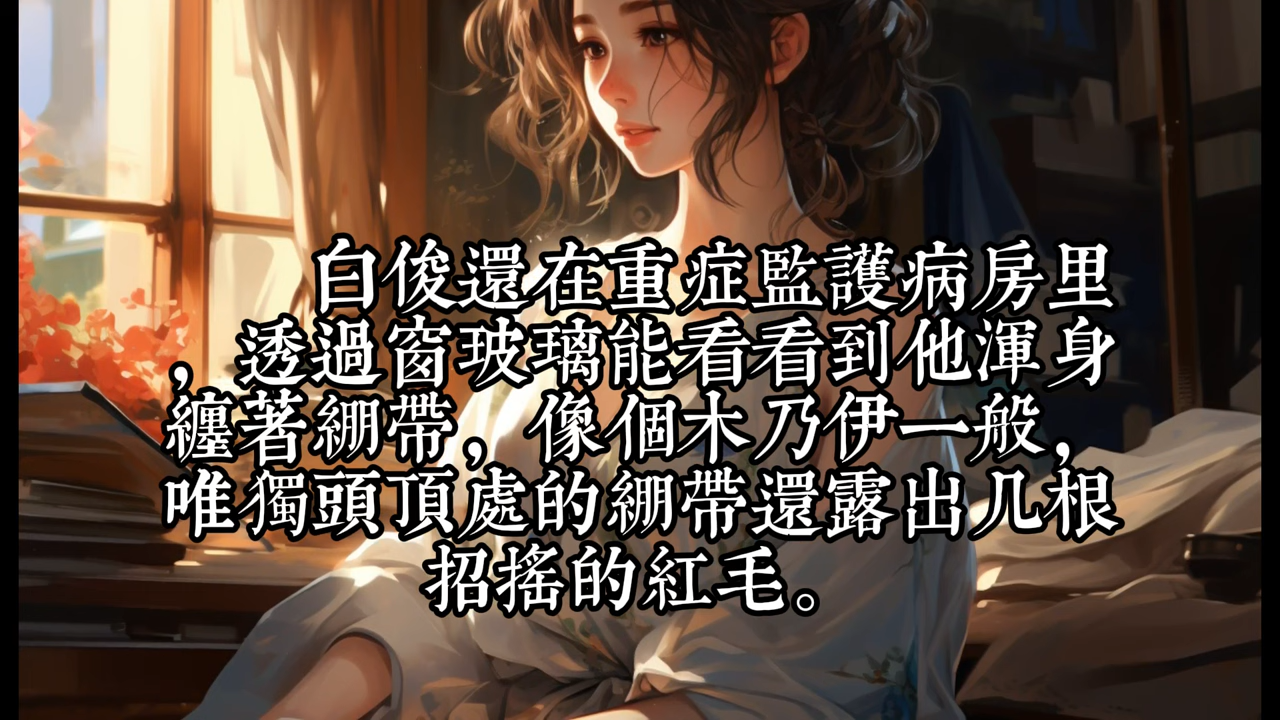 白俊還在重症監護病房里
，透過窗玻璃能看看到他渾身
纏著綳帶，像個木乃伊一般，
唯獨頭頂處的綳帶還露出几根
招搖的紅毛。